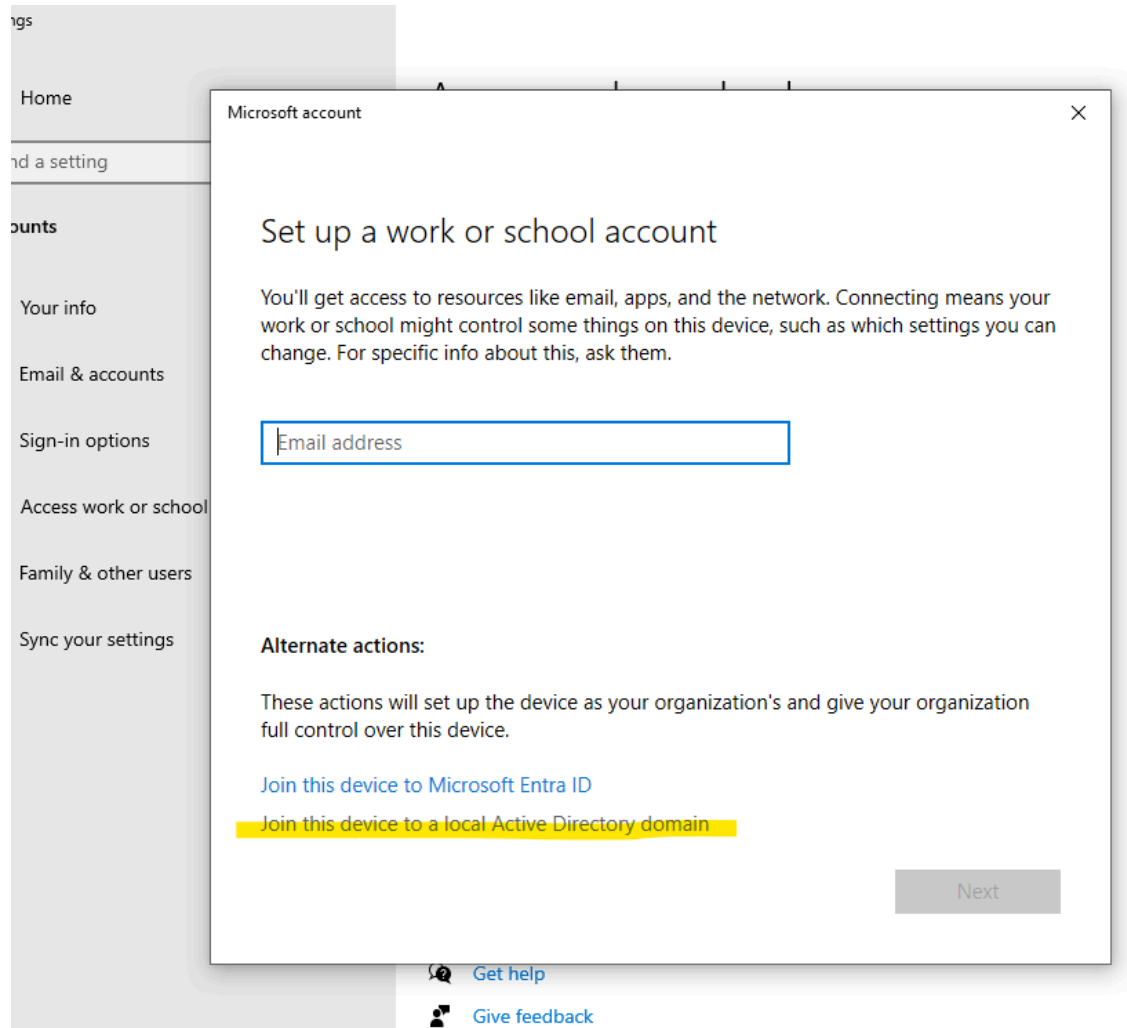 ngs
Home
nd a setting
ounts
Your info
Email & accounts
Sign-in options
Access work or school
Family & other users
Sync your settings
Microsoft account
Set up a work or school account
You'll get access to resources like email, apps, and the network. Connecting means your
work or school might control some things on this device, such as which settings you can
change. For specific info about this, ask them.
Email address
Alternate actions:
These actions will set up the device as your organization's and give your organization
full control over this device.
Join this device to Microsoft Entra ID
Join this device to a local Active Directory domain
Next
Get help
Give feedback